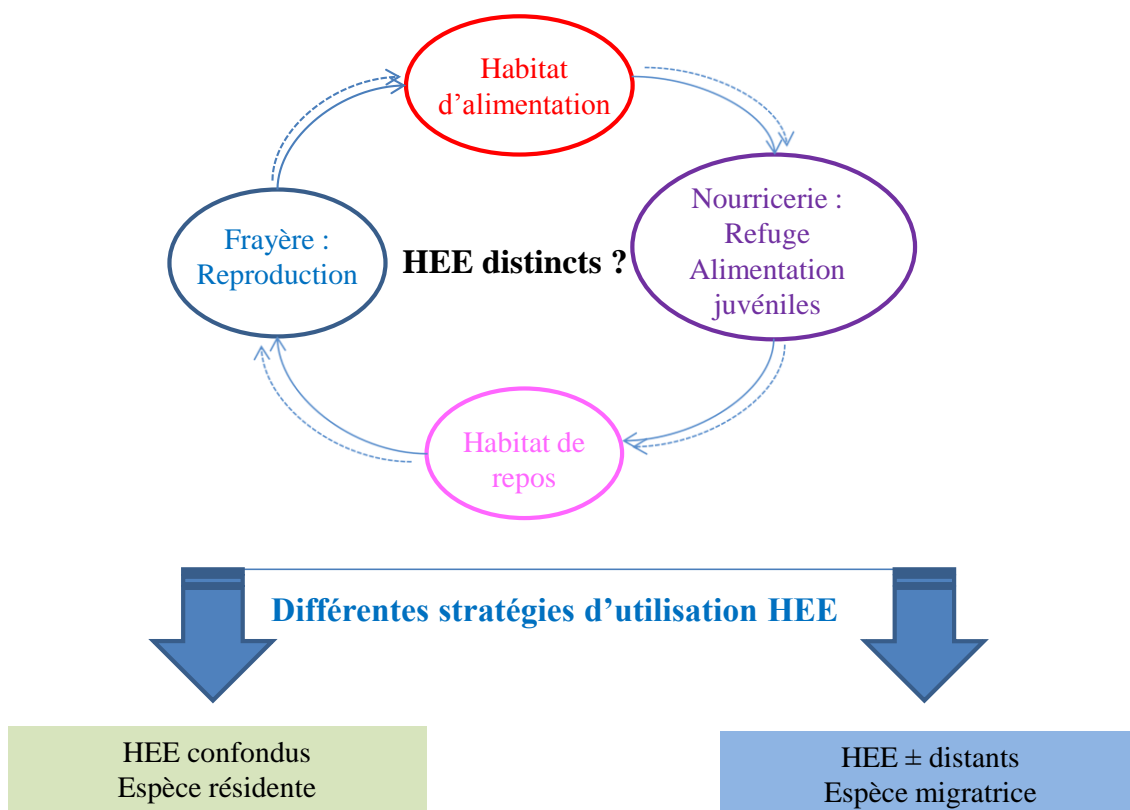 Habitat
d’alimentation
Nourricerie :
Refuge
Alimentation
juvéniles
Frayère :
Reproduction
HEE distincts ?
Habitat de
repos
Différentes stratégies d’utilisation HEE
HEE confondus
Espèce résidente
HEE ± distants
Espèce migratrice